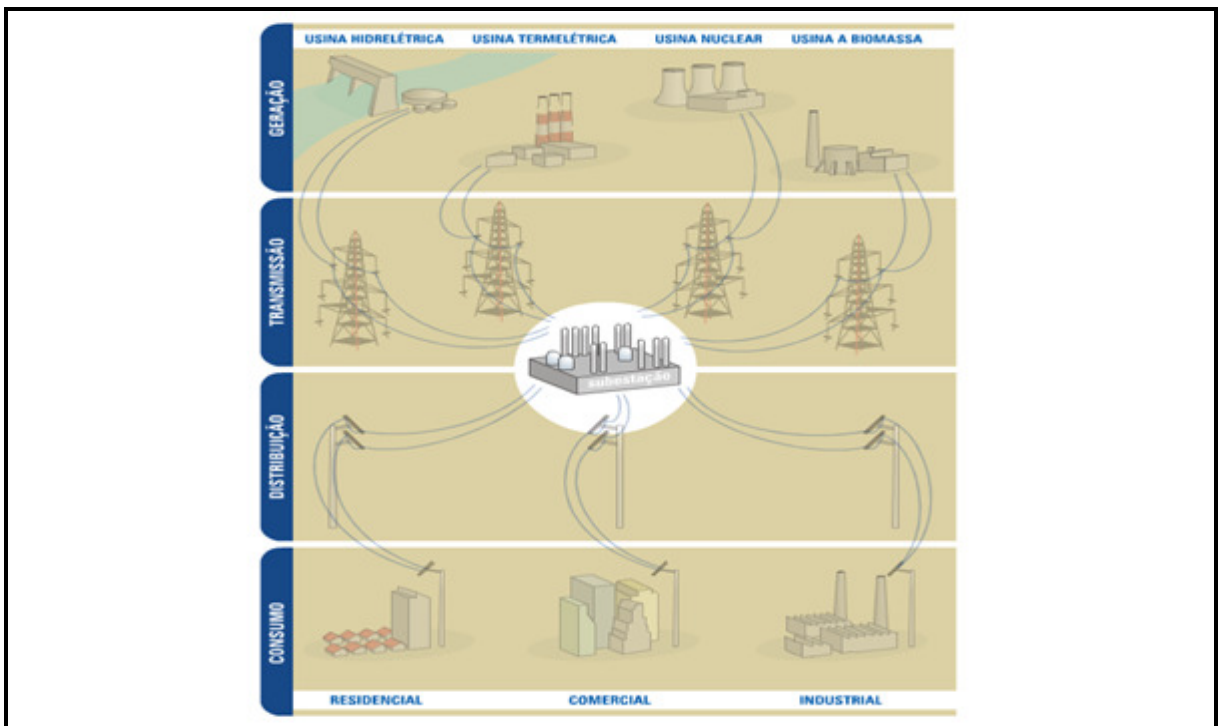 USINA HIDRELÉTRICA
USINA TERMELÉTRICA
USINA NUCLEAR
USINA A BIOMASSA
GERAÇÃO
TRANSMISSÃO
subestação
DISTRIBUIÇÃO
CONSUMO
RESIDENCIAL
COMERCIAL
INDUSTRIAL